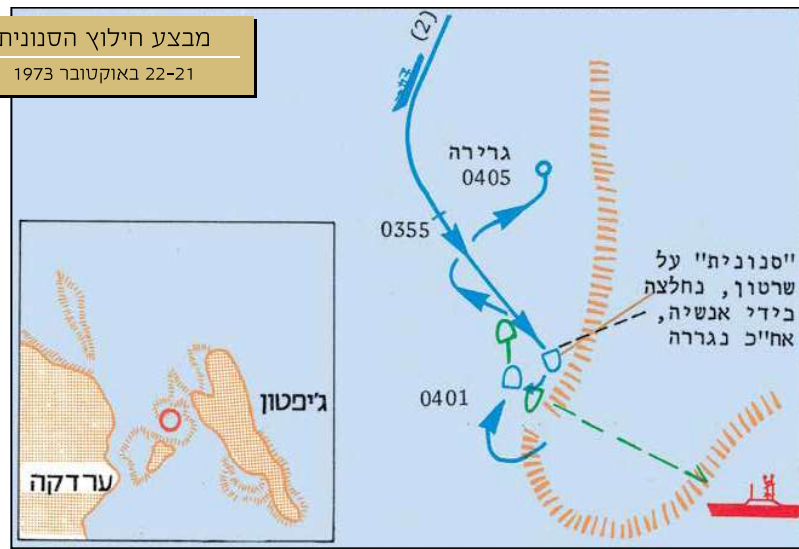 מבצע חילוץ הסנונית
22-21 באוקטובר 1973
(2)
גרירה
0405
0355
"סנונית" על
שרטון, נחלצה
בידי אנשיה,
אח"כ נגררה
0401
ג'יפטון
ערדקה